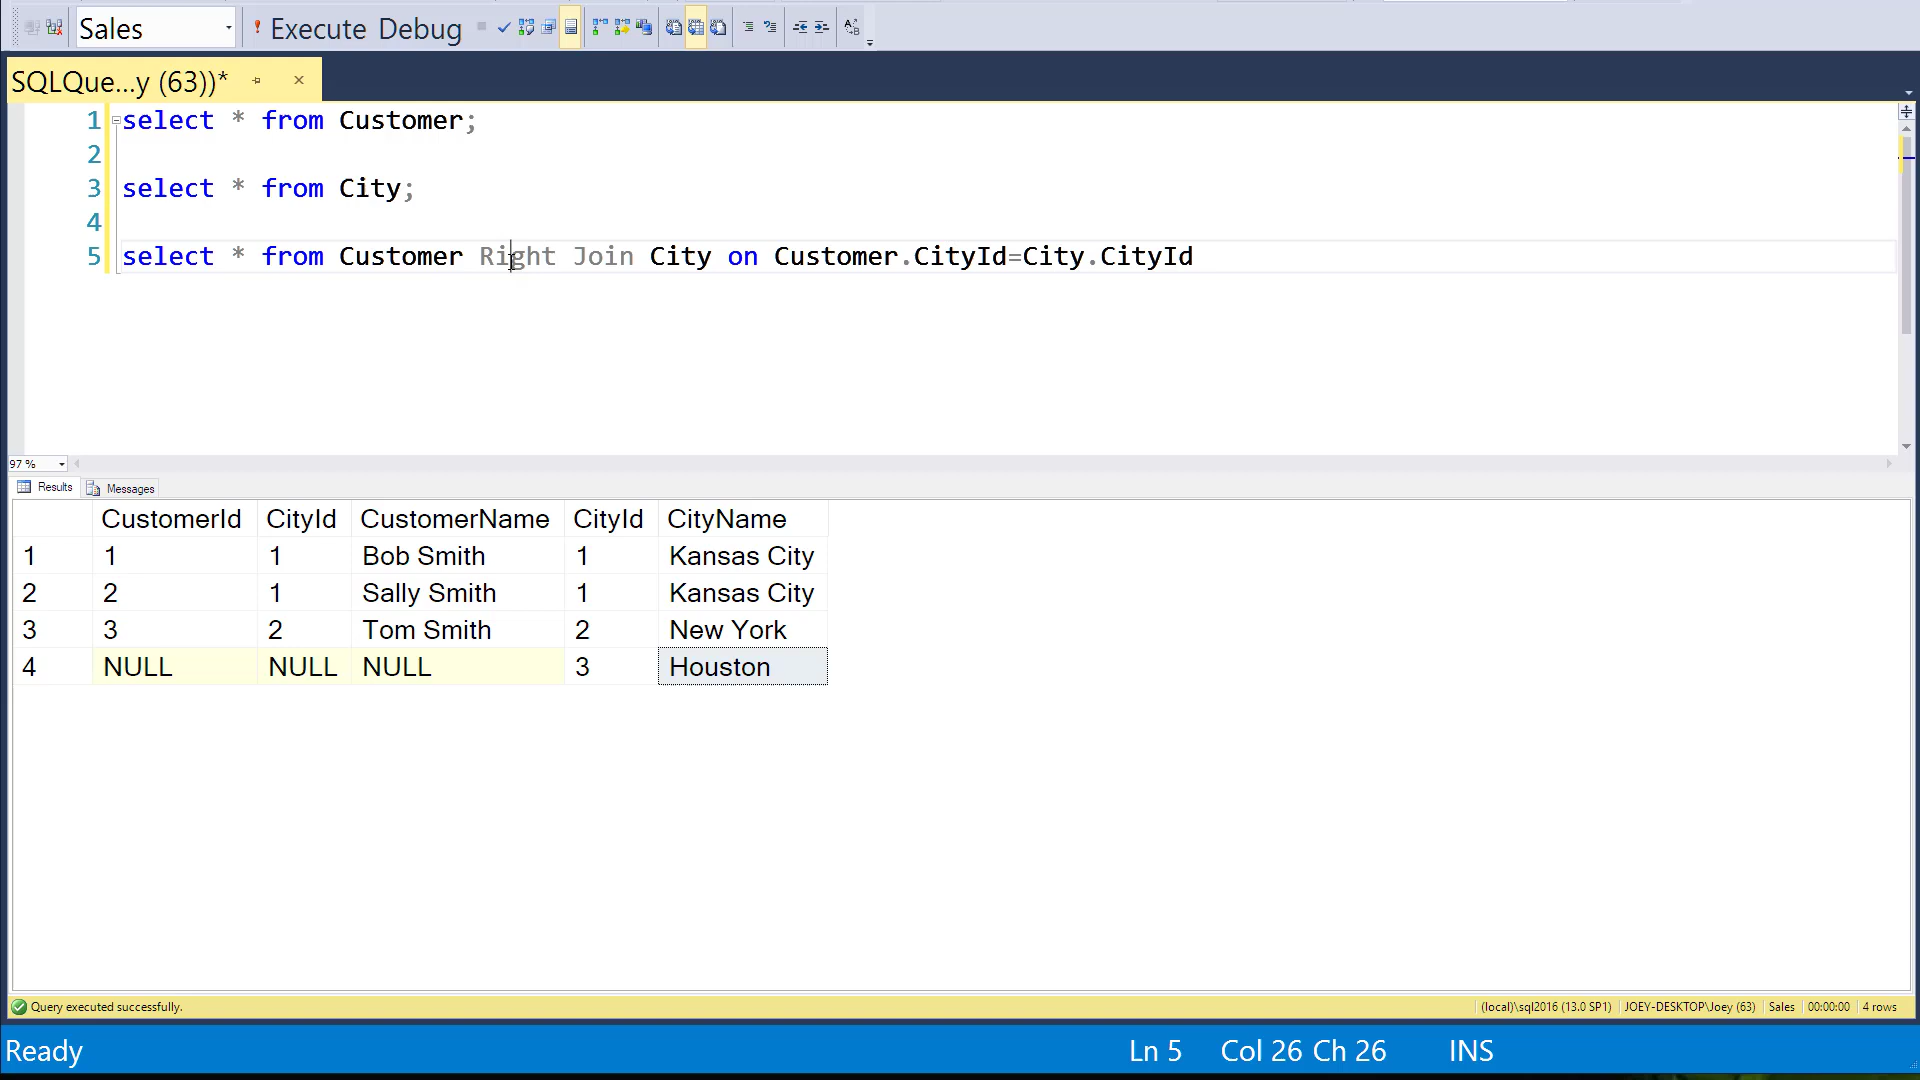 Sales Execute Debug
SQLQue...y (63))*
1 select * from Customer;
2
3 select * from City;
4
5 select * from Customer Right Join City on Customer.CityId=City.CityId
97 %
Results Messages
CustomerId CityId CustomerName CityId CityName
1 1 1 Bob Smith 1 Kansas City
2 2 1 Sally Smith 1 Kansas City
3 3 2 Tom Smith 2 New York
4 NULL NULL NULL 3 Houston
Query executed successfully. (local)\sql2016 (13.0 SP1) JOEY-DESKTOP\Joey (63) Sales 00:00:00 4 rows
Ready Ln 5 Col 26 Ch 26 INS